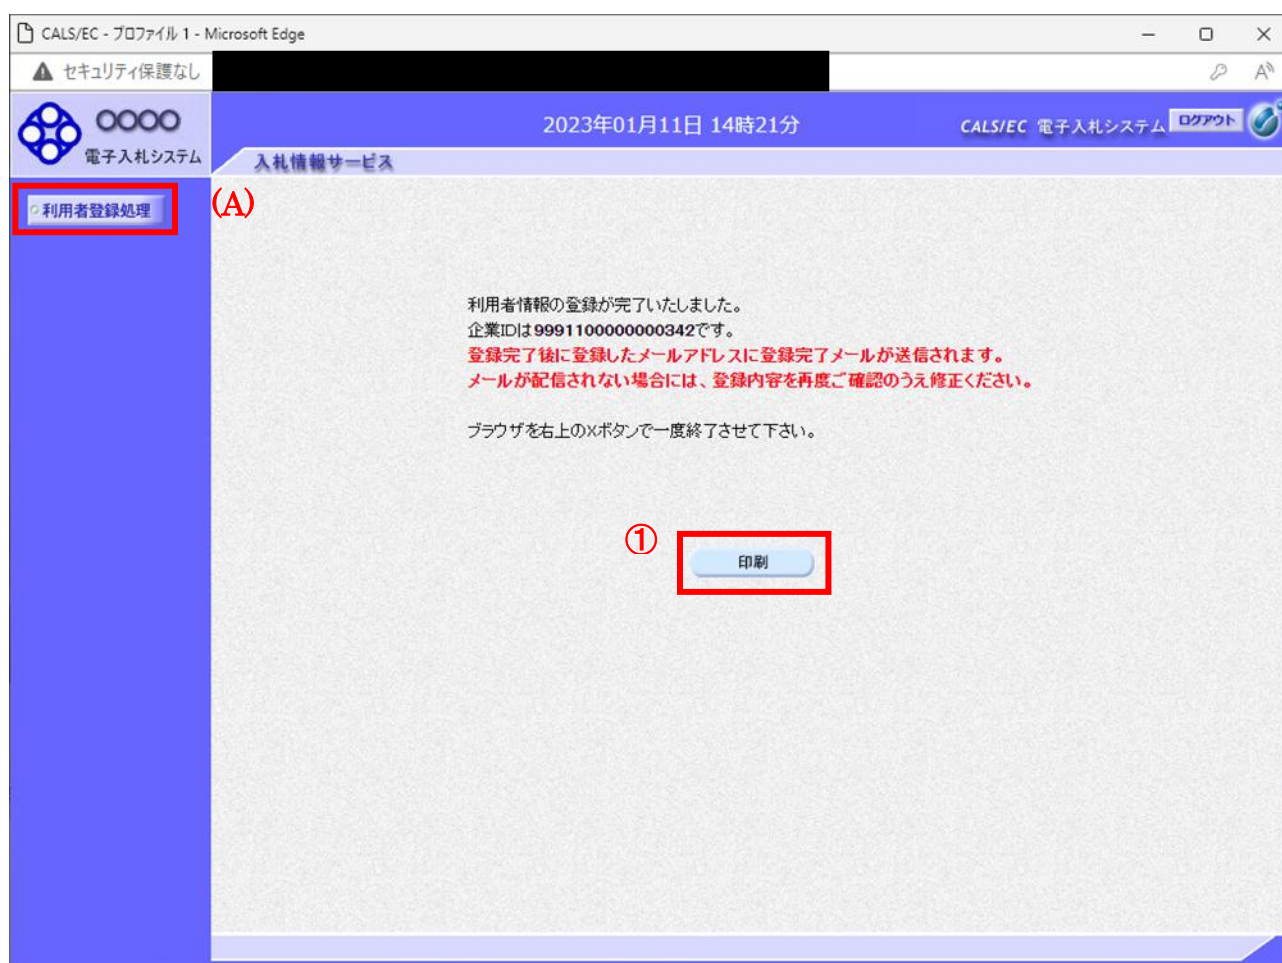 CALS/EC - プロファイル 1 - Microsoft Edge
セキュリティ保護なし
OOOO
電子入札システム
2023年01月11日 14時21分
CALS/EC 電子入札システム
ログアウト
入札情報サービス
利用者登録処理
(A)
利用者情報の登録が完了いたしました。
企業IDは9991100000000342です。
登録完了後に登録したメールアドレスに登録完了メールが送信されます。
メールが配信されない場合には、登録内容を再度ご確認のうえ修正ください。
ブラウザを右上の×ボタンで一度終了させて下さい。
①
印刷